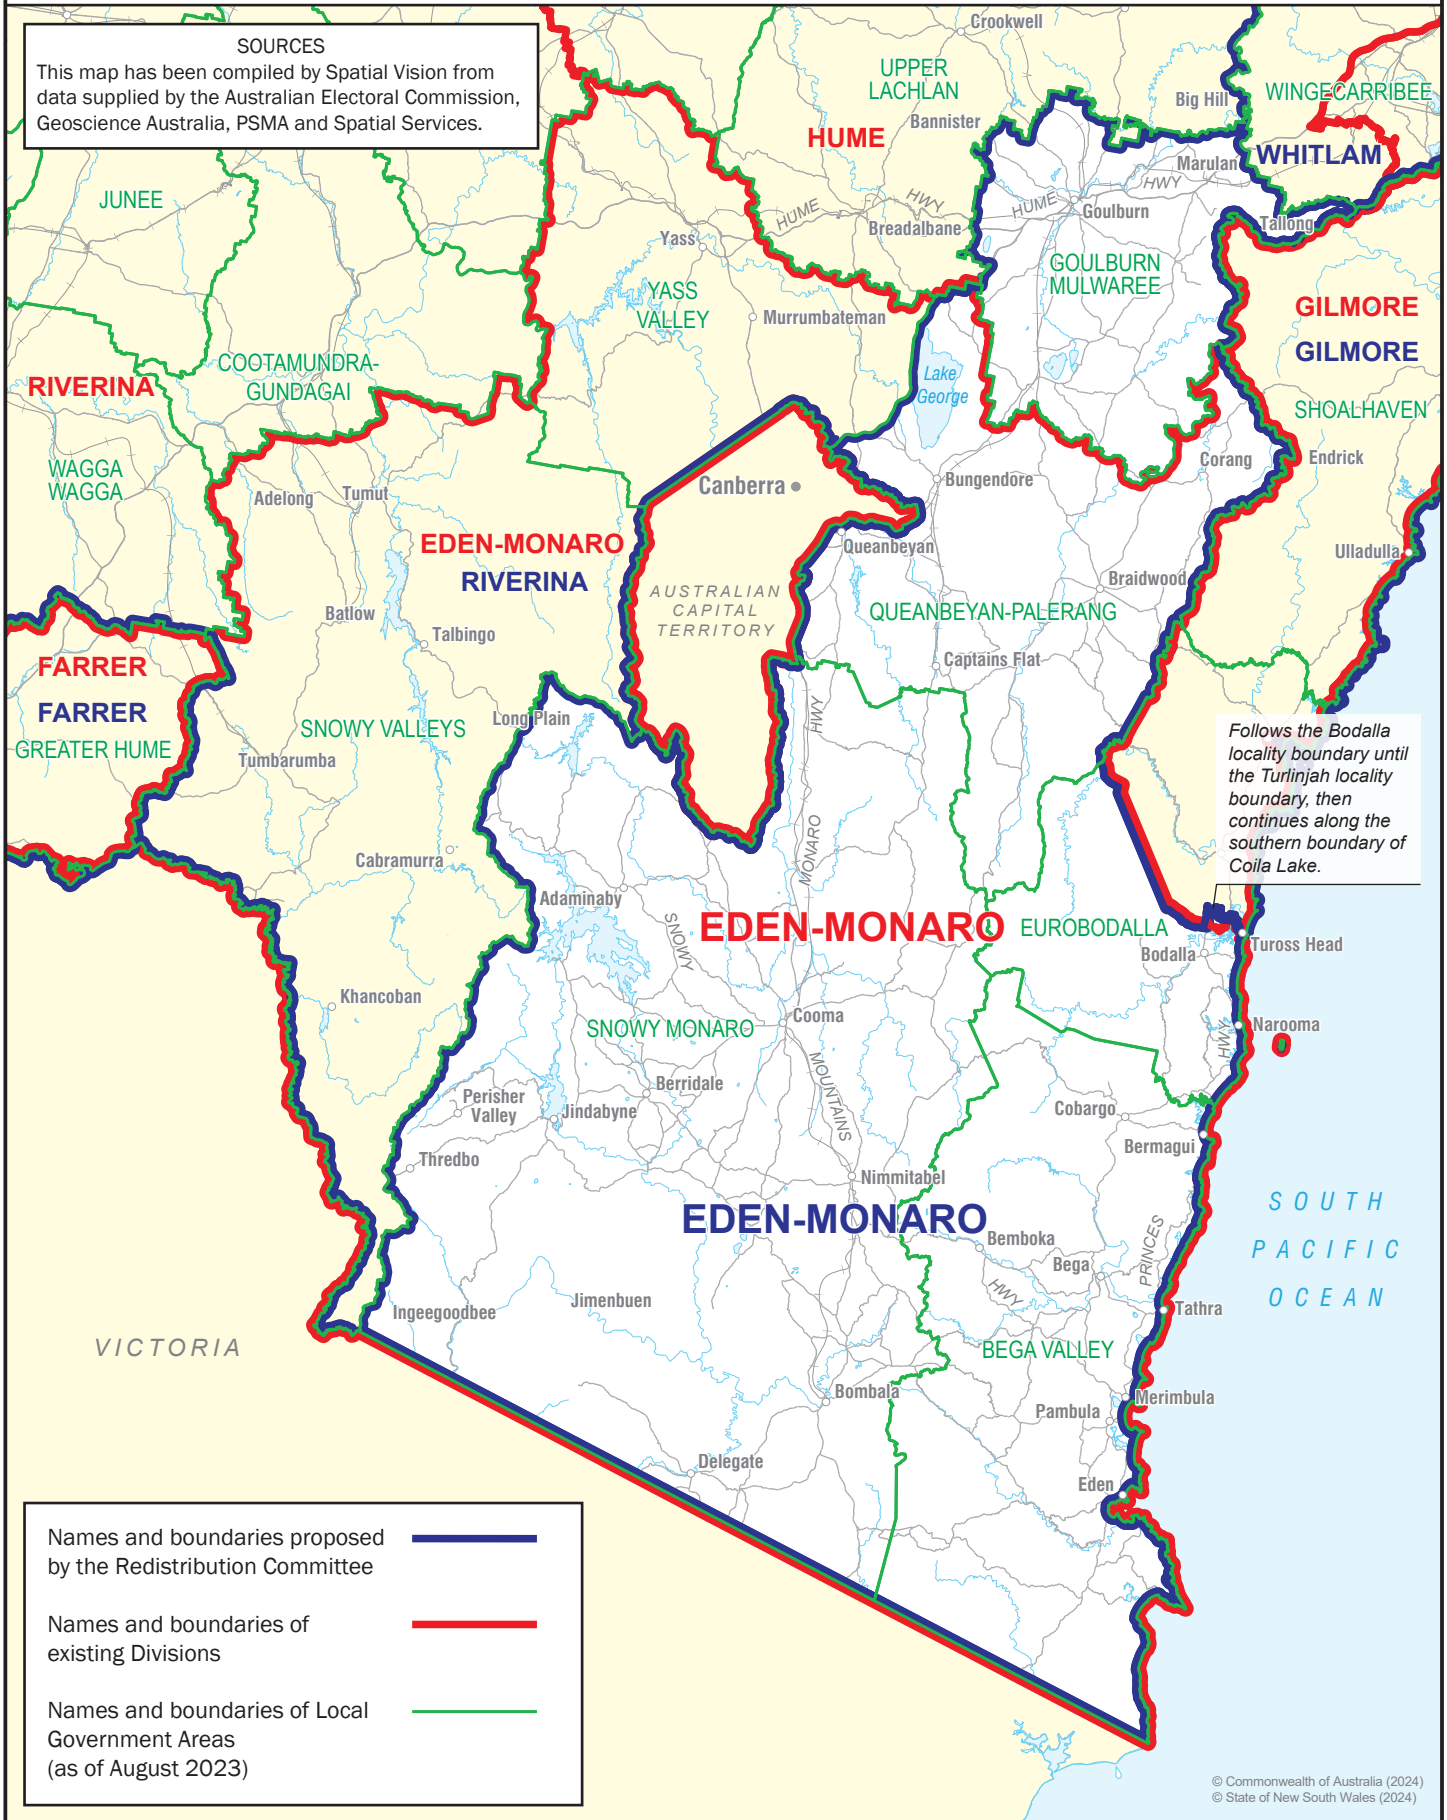 SOURCES
This map has been compiled by Spatial Vision from
data supplied by the Australian Electoral Commission,
Geoscience Australia, PSMA and Spatial Services.
Crookwell
UPPER
LACHLAN
Big Hill
WINGECARRIBEE
Bannister
HUME
WHITLAM
Marulan
HWY
JUNEE
HUME
HWY
HUME
Goulburn
Breadalbane
Tallong
Yass
GOULBURN
MULWAREE
YASS
VALLEY
Murrumbateman
GILMORE
GILMORE
COOTAMUNDRA-
GUNDAGAI
RIVERINA
Lake
George
SHOALHAVEN
WAGGA
WAGGA
Corang
Endrick
Adelong
Tumut
Canberra
Bungendore
EDEN-MONARO
RIVERINA
Queanbeyan
Ulladulla
AUSTRALIAN
CAPITAL
TERRITORY
Braidwood
Batlow
Talbingo
QUEANBEYAN-PALERANG
FARRER
FARRER
Captains Flat
GREATER HUME
SNOWY VALLEYS
Long Plain
HWY
Tumbarumba
Follows the Bodalla
locality boundary until
the Turlinjah locality
boundary, then
continues along the
southern boundary of
Coila Lake.
Cabramurra
MONARO
Adaminaby
SNOWY
EDEN-MONARO
EUROBODALLA
Bodalla
Tuross Head
Khancoban
SNOWY MONARO
Cooma
Narooma
HWY
MOUNTAINS
Berridale
Perisher
Valley
Jindabyne
Cobargo
Bermagui
Thredbo
Nimmitabel
EDEN-MONARO
SOUTH
PACIFIC
OCEAN
Bemboka
Bega
PRINCES
HWY
Ingeegoodbee
Jimenbuen
Tathra
VICTORIA
BEGA VALLEY
Bombala
Merimbula
Pambula
Delegate
Eden
Names and boundaries proposed
by the Redistribution Committee
Names and boundaries of
existing Divisions
Names and boundaries of Local
Government Areas
(as of August 2023)
© Commonwealth of Australia (2024)
© State of New South Wales (2024)